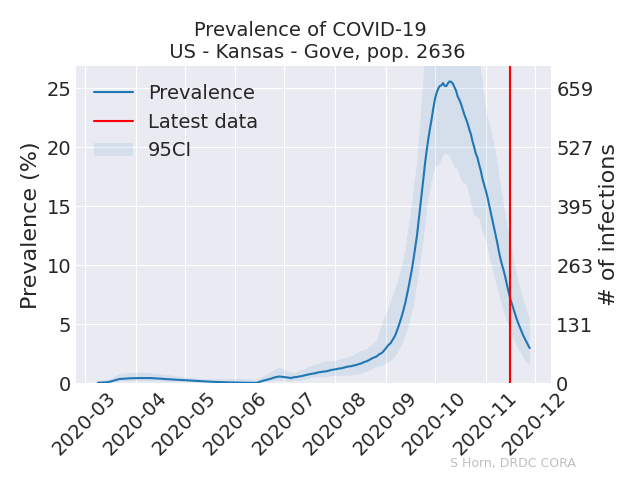 Prevalence of COVID-19
US - Kansas - Gove, pop. 2636
Prevalence
Latest data
95CI
Prevalence (%)
25
20
15
10
5
0
659
527
395
263
131
0
# of infections
2020-03
2020-04
2020-05
2020-06
2020-07
2020-08
2020-09
2020-10
2020-11
2020-12
S Horn, DRDC CORA